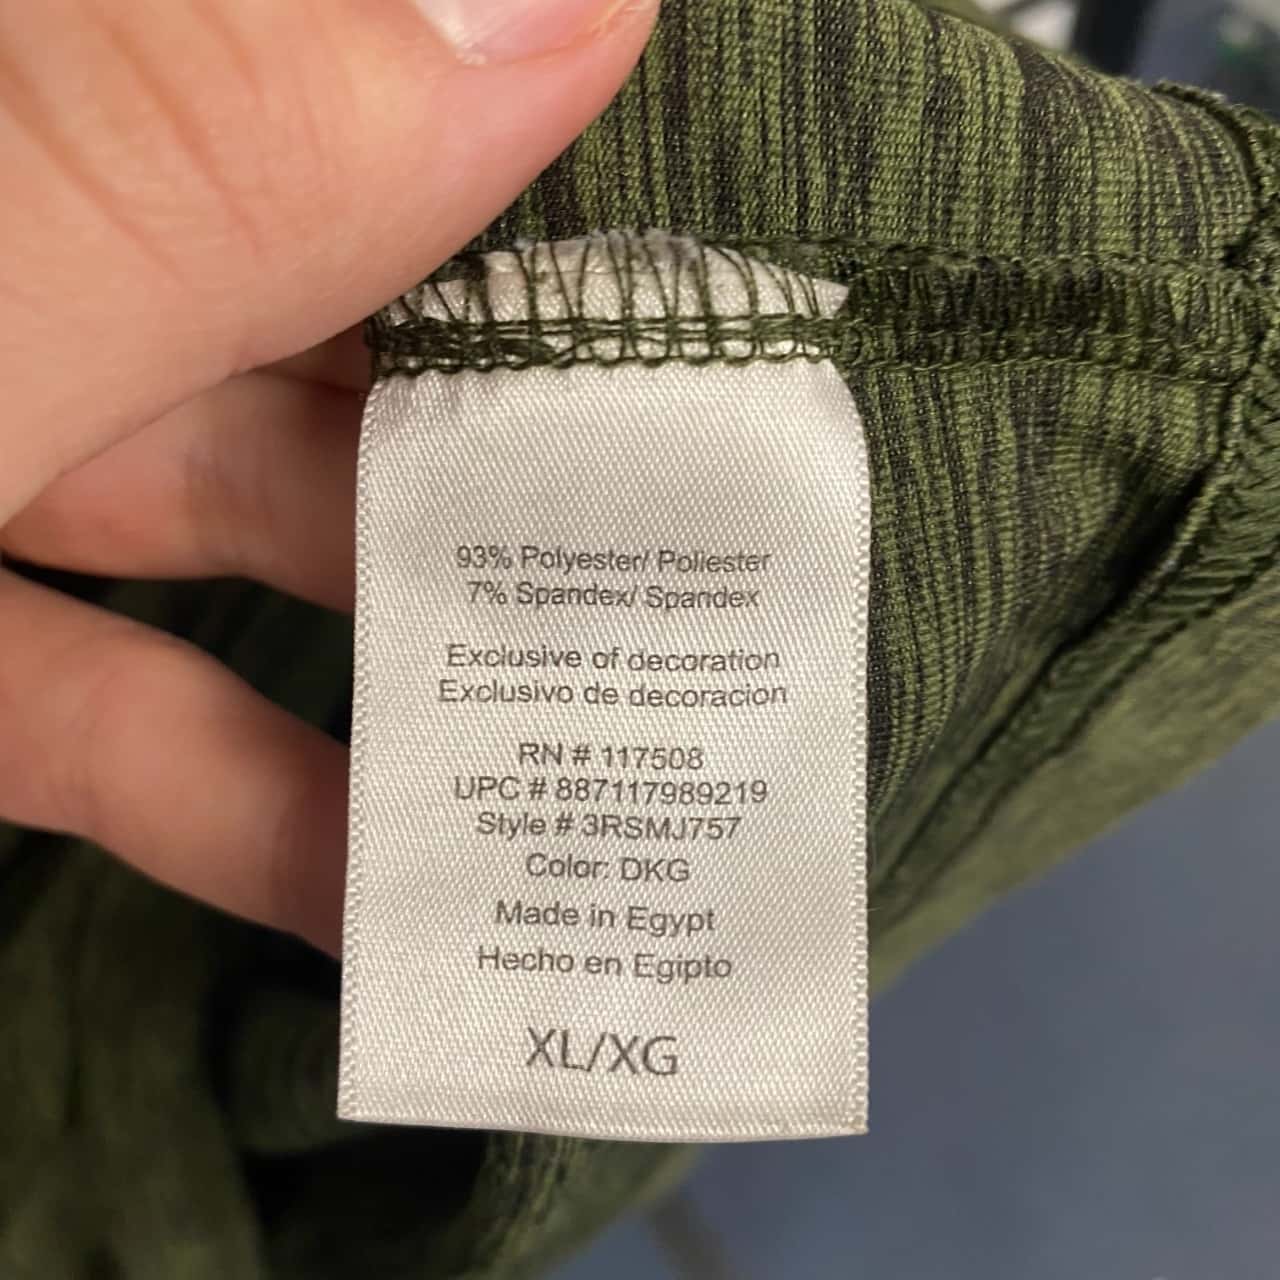 93% Polyester/ Poliester
7% Spandex/ Spandex
Exclusive of decoration
Exclusivo de decoracion
RN # 117508
UPC # 887117989219
Style # 3RSMJ757
Color: DKG
Made in Egypt
Hecho en Egipto
XL/XG